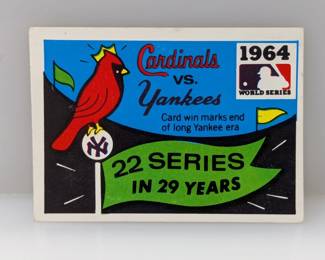 Cardinals
VS.
Yankees
Card win marks end
of long Yankee era
1964
WORLD SERIES
NY
22 SERIES
IN 29 YEARS